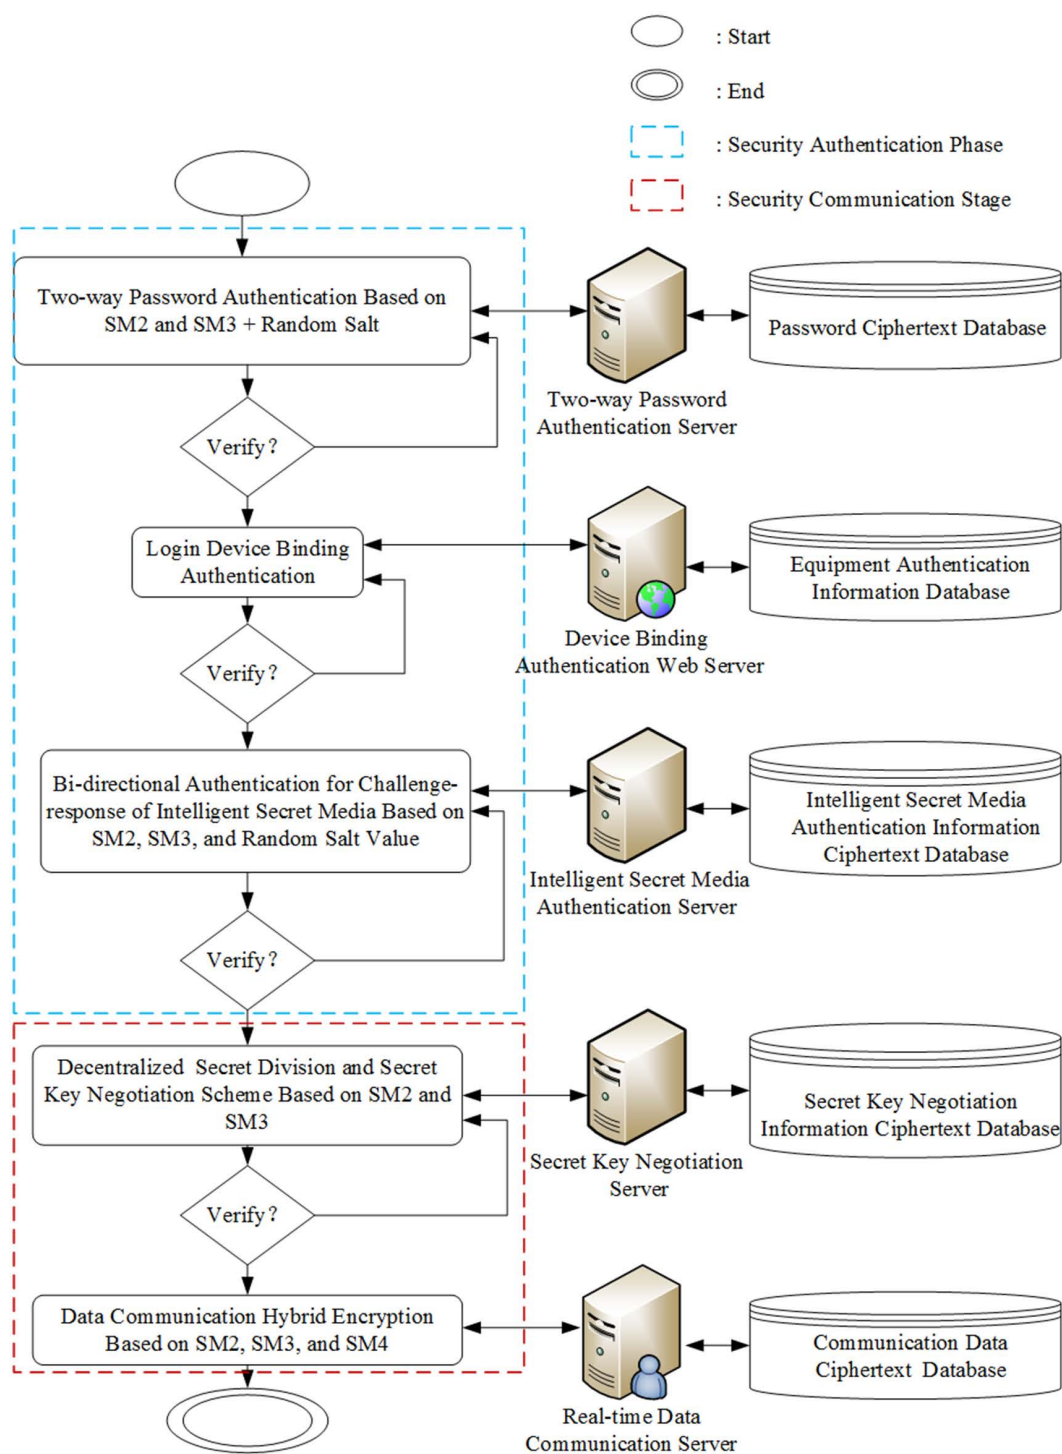 : Start
: End
: Security Authentication Phase
: Security Communication Stage
Two-way Password Authentication Based on
SM2 and SM3 + Random Salt
Password Ciphertext Database
Two-way Password
Authentication Server
Verify?
Login Device Binding
Authentication
Equipment Authentication
Information Database
Device Binding
Authentication Web Server
Verify?
Bi-directional Authentication for Challenge-
response of Intelligent Secret Media Based on
SM2, SM3, and Random Salt Value
Intelligent Secret Media
Authentication Information
Ciphertext Database
Intelligent Secret Media
Authentication Server
Verify?
Decentralized Secret Division and Secret
Key Negotiation Scheme Based on SM2 and
SM3
Secret Key Negotiation
Information Ciphertext Database
Secret Key Negotiation
Server
Verify?
Data Communication Hybrid Encryption
Based on SM2, SM3, and SM4
Communication Data
Ciphertext Database
Real-time Data
Communication Server